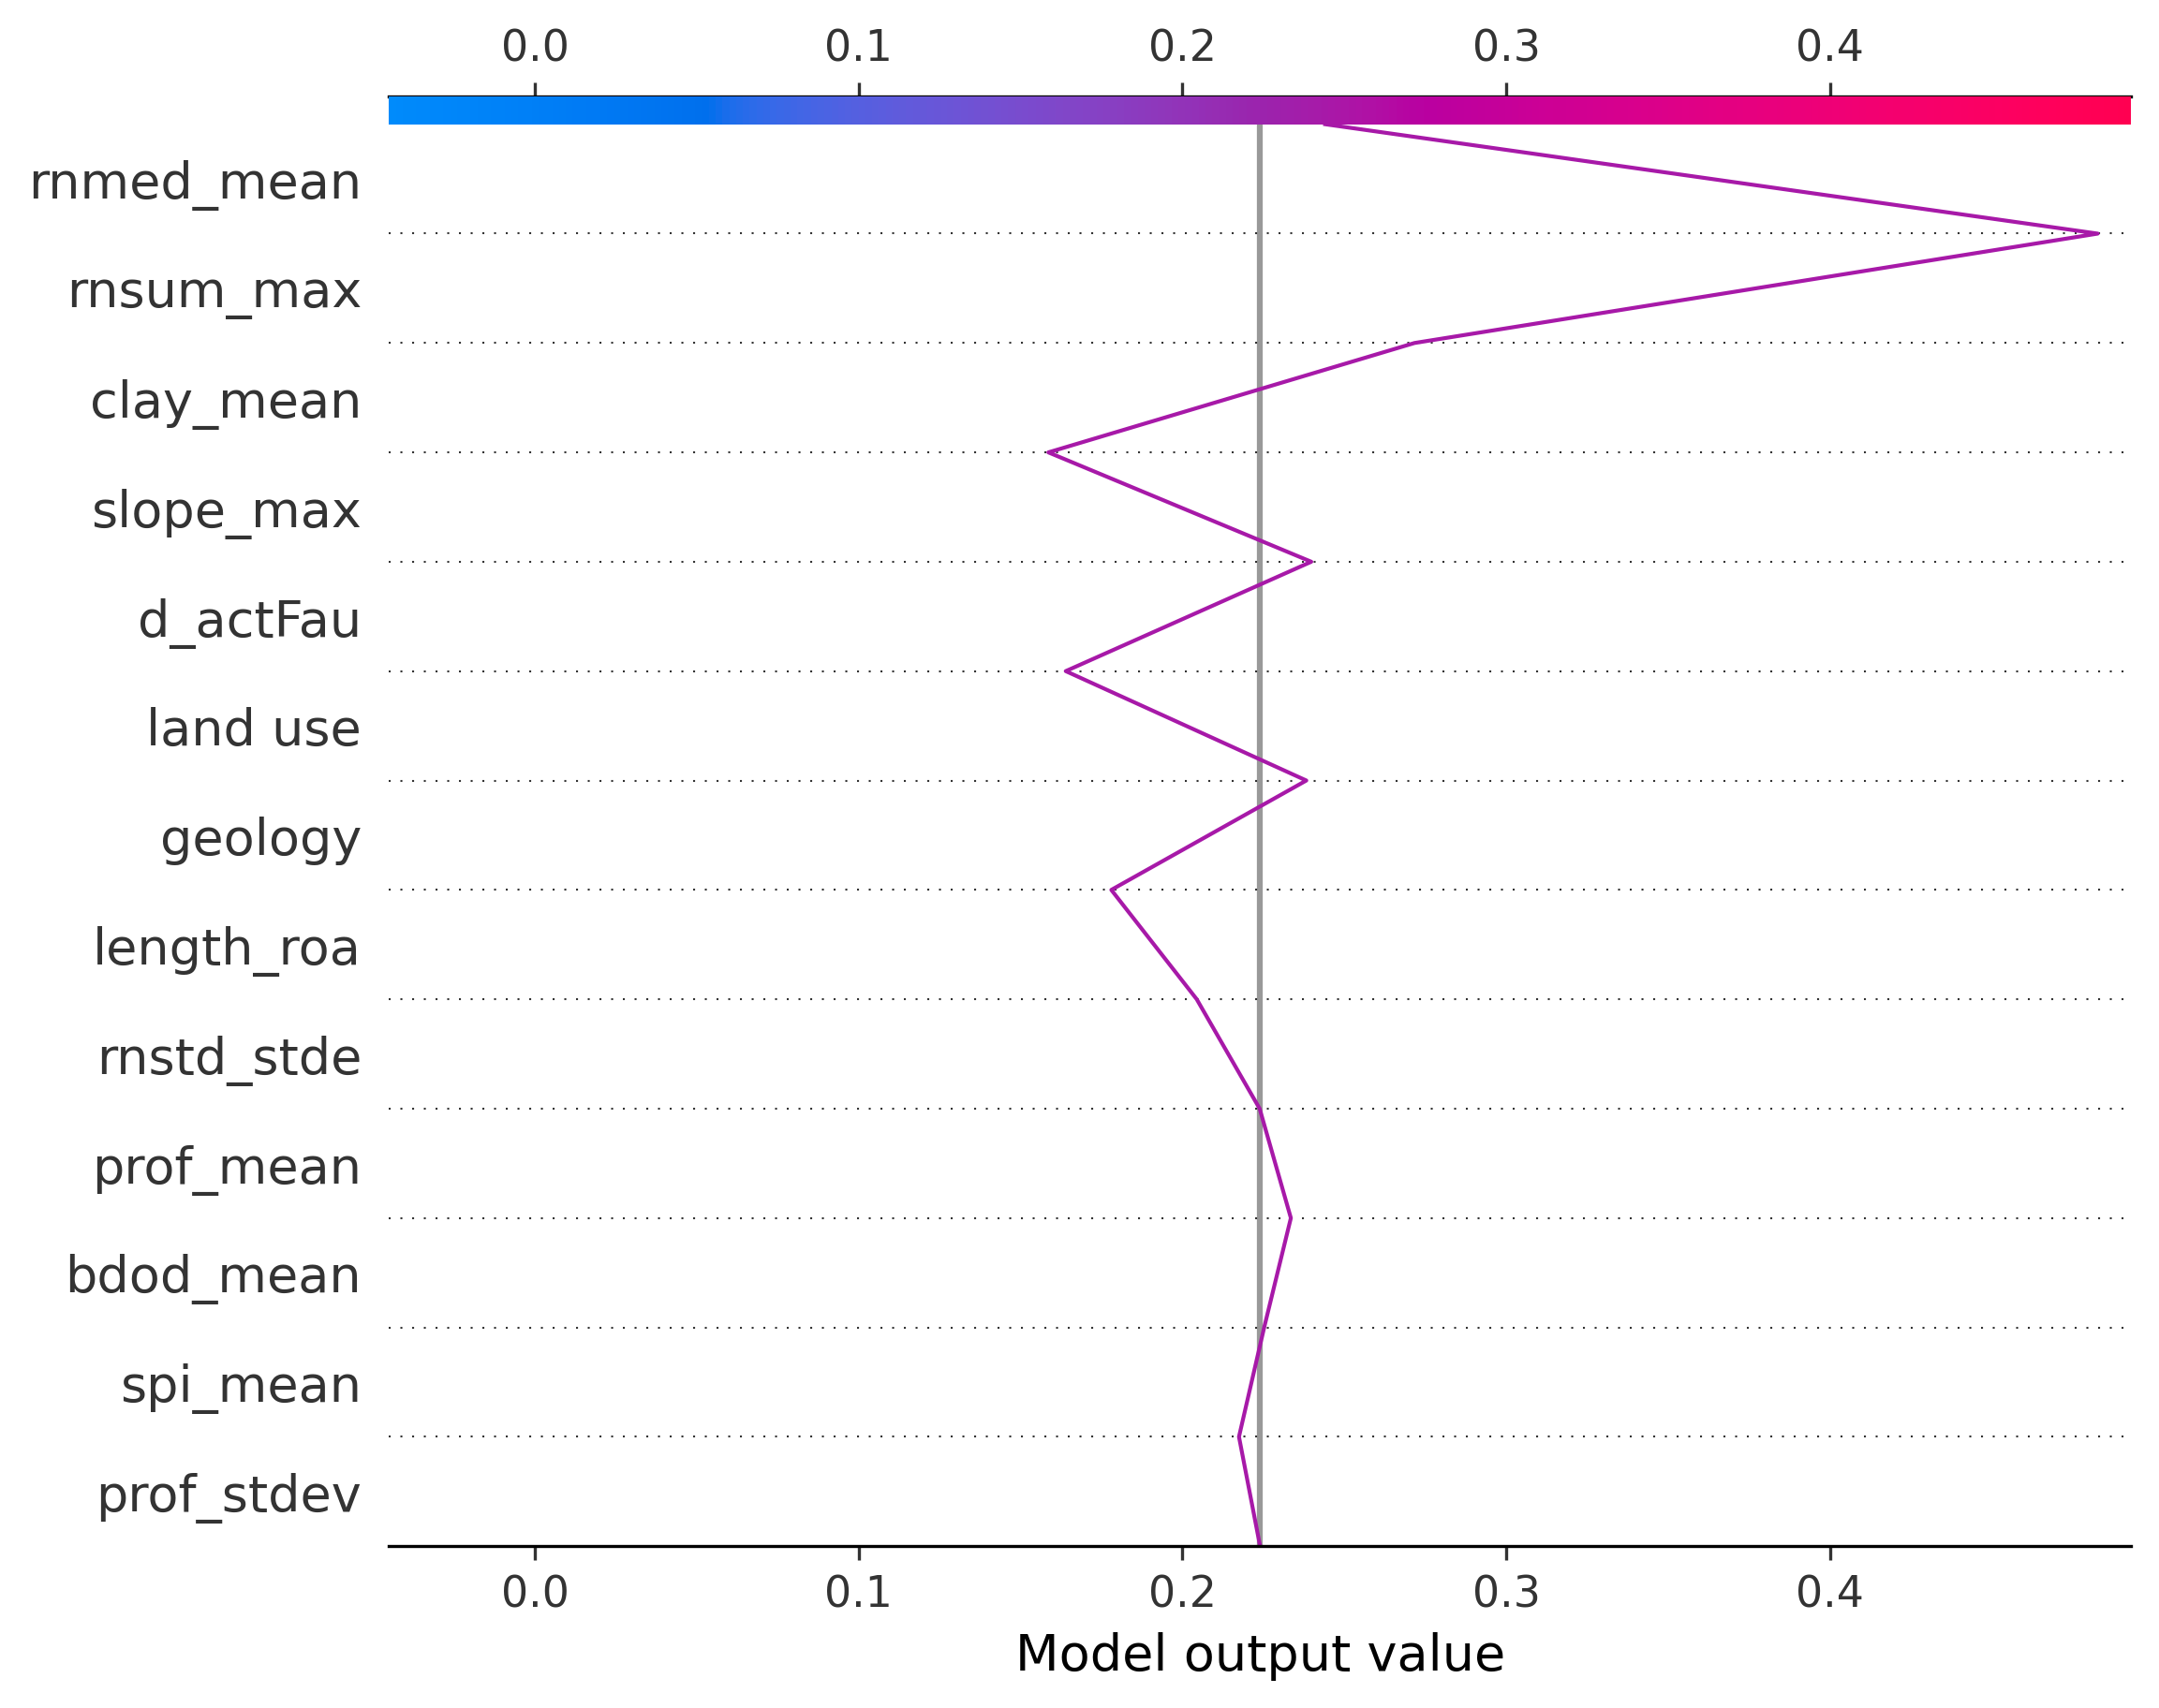 0.0 0.1 0.2 0.3 0.4
rnmed_mean
rnsum_max
clay_mean
slope_max
d_actFau
land use
geology
length_roa
rnstd_stde
prof_mean
bdod_mean
spi_mean
prof_stdev
0.0 0.1 0.2 0.3 0.4
Model output value